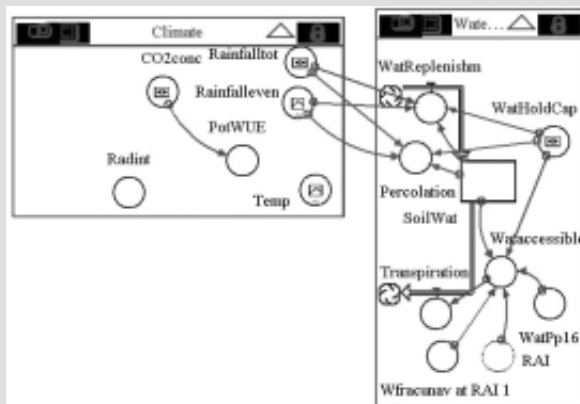 Climate
CO2conc
Rainfalltot
Rainfalleven
PotWUE
Radint
Temp
Wate...
WatReplenishm
WatHoldCap
Percolation
SoilWat
Wataccessible
Transpiration
WatPp16
RAI
Wfracunav at RAI 1